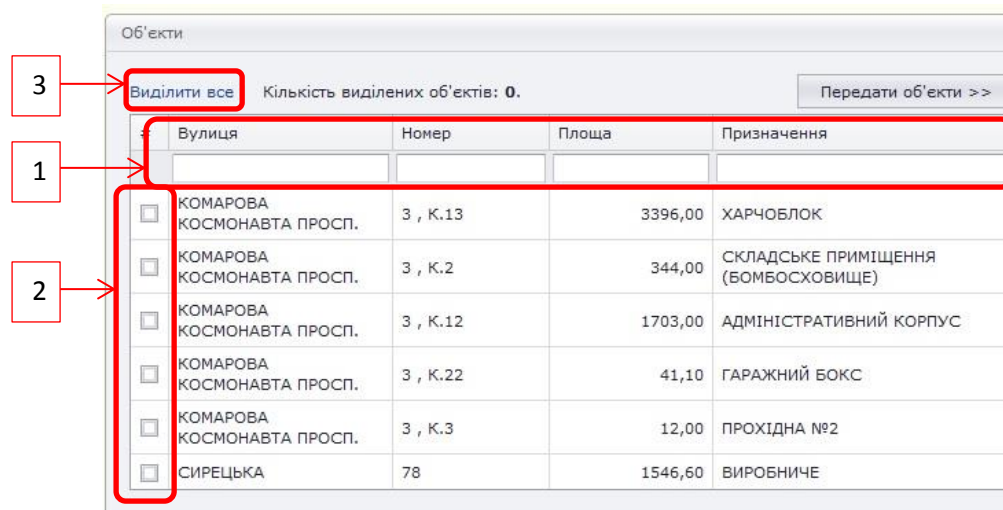 Об'єкти
3
Виділити все Кількість виділених об'єктів: 0. Передати об'єкти >>
# Вулиця Номер Площа Призначення
1
КОМАРОВА
КОСМОНАВТА ПРОСП. 3 , К.13 3396,00 ХАРЧОБЛОК
КОМАРОВА
КОСМОНАВТА ПРОСП. 3 , К.2 344,00 СКЛАДСЬКЕ ПРИМІЩЕННЯ
(БОМБОСХОВИЩЕ)
2
КОМАРОВА
КОСМОНАВТА ПРОСП. 3 , К.12 1703,00 АДМІНІСТРАТИВНИЙ КОРПУС
КОМАРОВА
КОСМОНАВТА ПРОСП. 3 , К.22 41,10 ГАРАЖНИЙ БОКС
КОМАРОВА
КОСМОНАВТА ПРОСП. 3 , К.3 12,00 ПРОХІДНА №2
СИРЕЦЬКА 78 1546,60 ВИРОБНИЧЕ